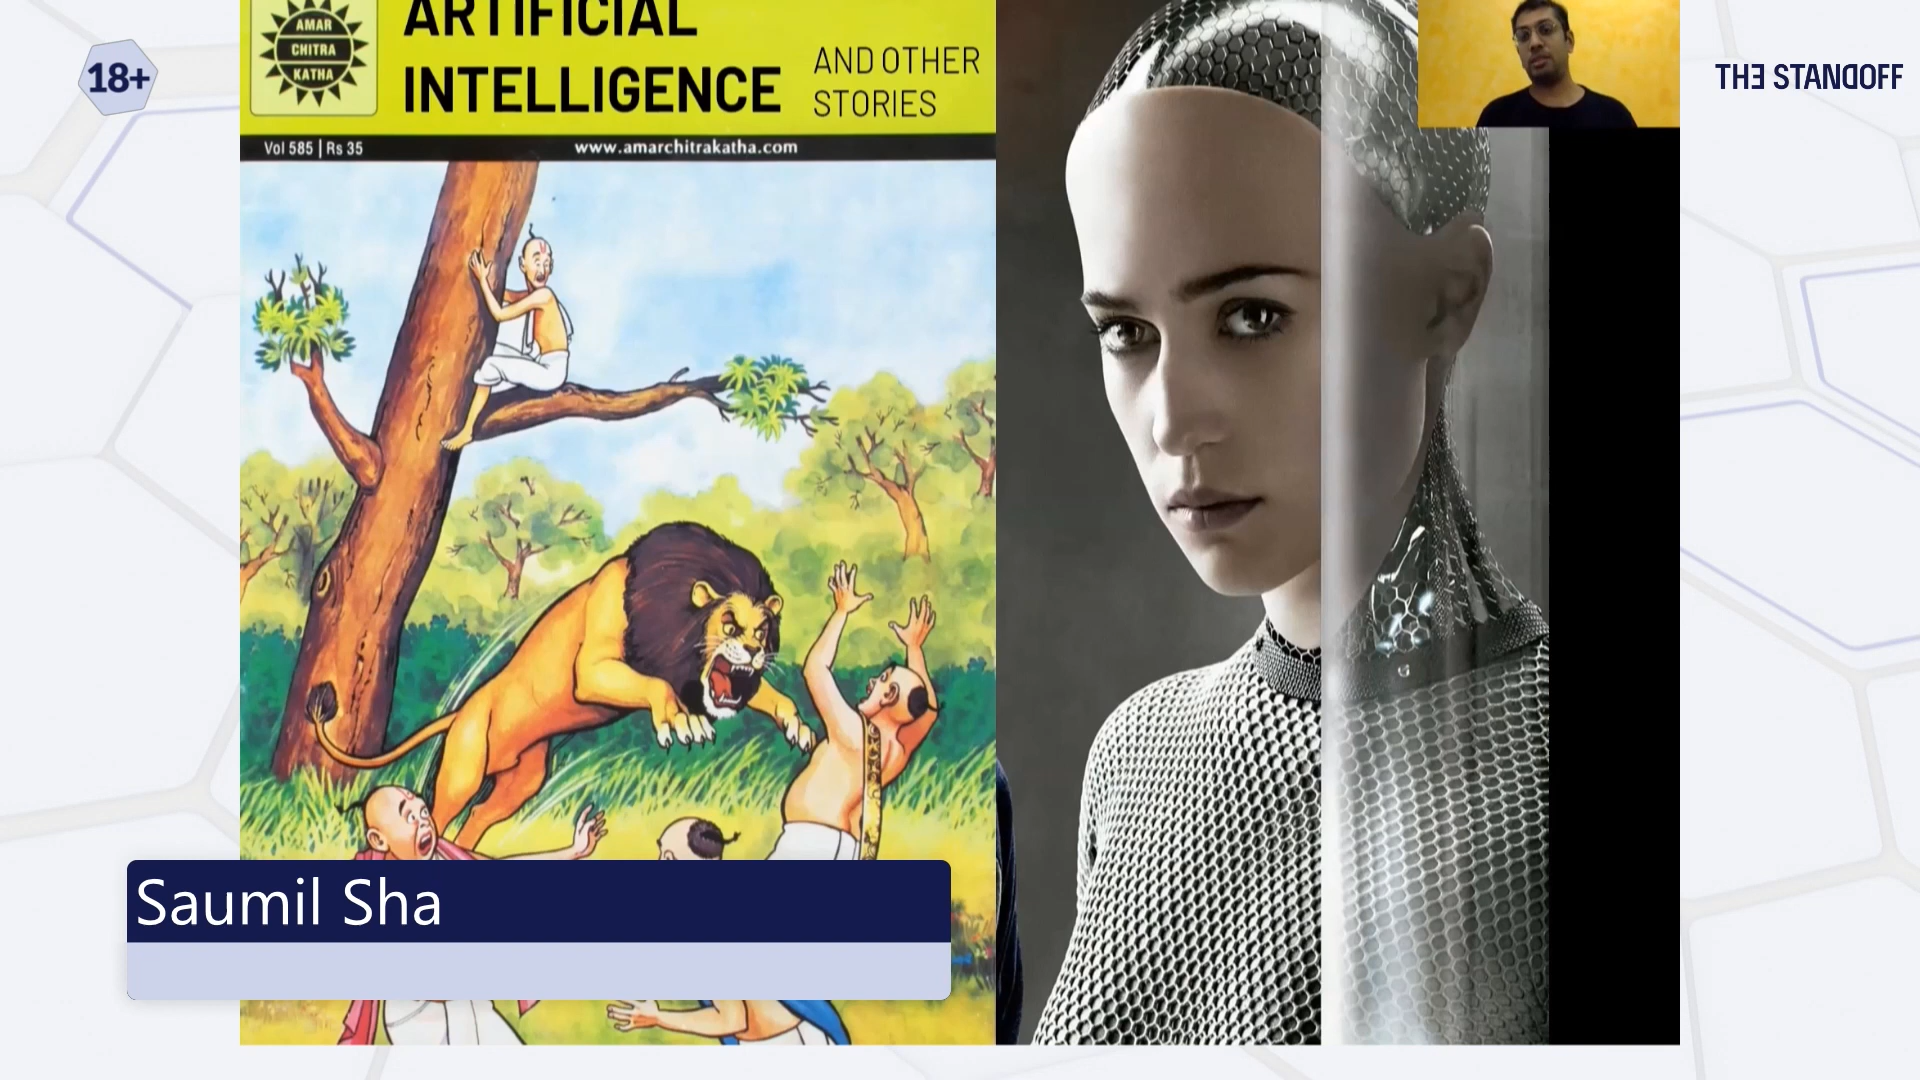 18+
AMAR
CHITRA
KATHA
ARTIFICIAL
INTELLIGENCE
AND OTHER
STORIES
Vol 585 | Rs 35
www.amarchitrakatha.com
THE STANDOFF
Saumil Sha